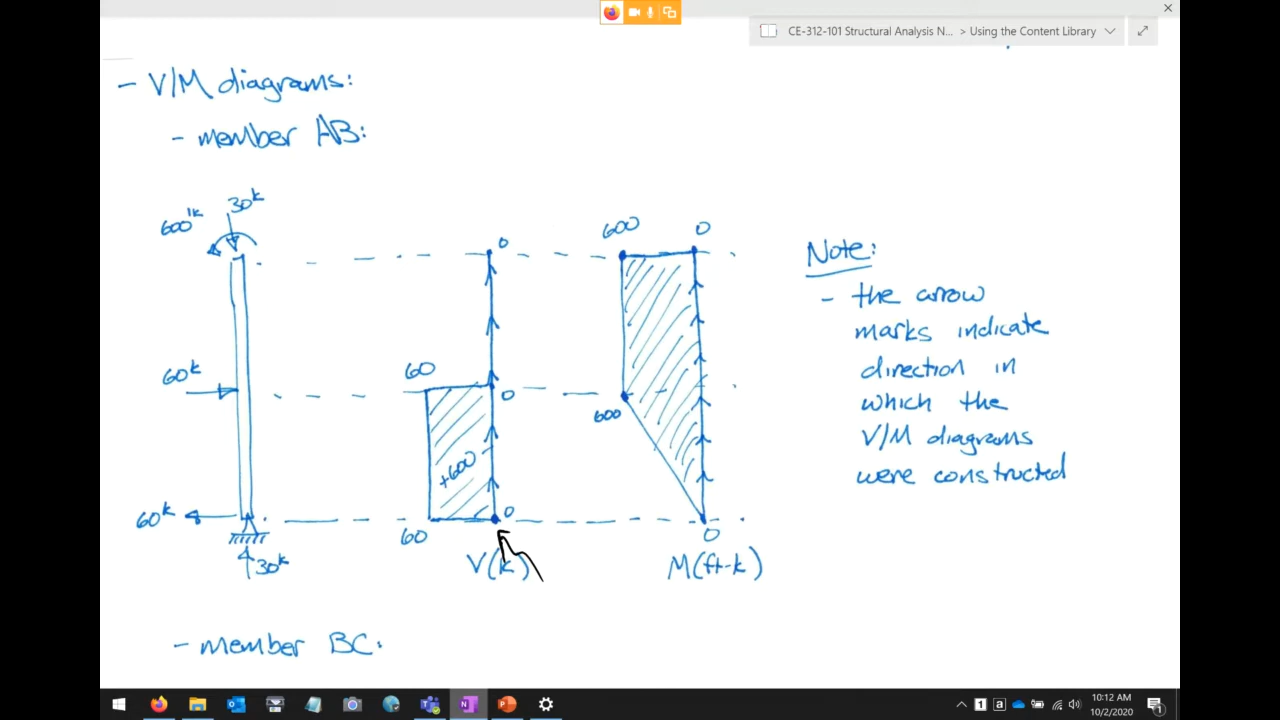 CE-312-101 Structural Analysis N... > Using the Content Library
- V/M diagrams:
- member AB:
600'k
30k
60k
60k
30k
0
60
0
+600
60
0
V(k)
600
0
600
0
M(ft-k)
Note:
- the arrow
marks indicate
direction in
which the
V/M diagrams
were constructed
- member BC:
10:12 AM
10/2/2020